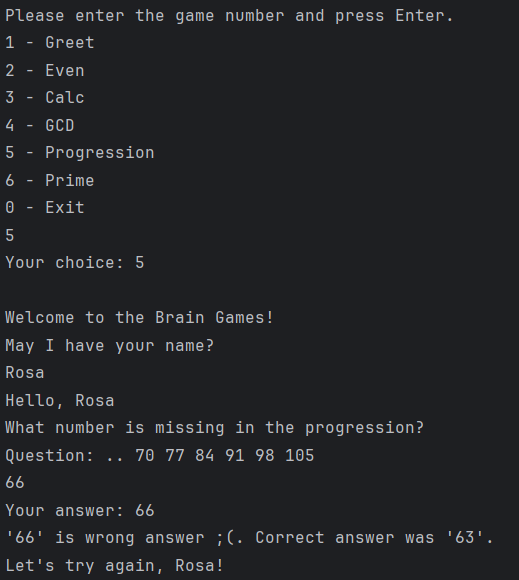 Please enter the game number and press Enter.
1 - Greet
2 - Even
3 - Calc
4 - GCD
5 - Progression
6 - Prime
0 - Exit
5
Your choice: 5
Welcome to the Brain Games!
May I have your name?
Rosa
Hello, Rosa
What number is missing in the progression?
Question: .. 70 77 84 91 98 105
66
Your answer: 66
'66' is wrong answer ;(. Correct answer was '63'.
Let's try again, Rosa!